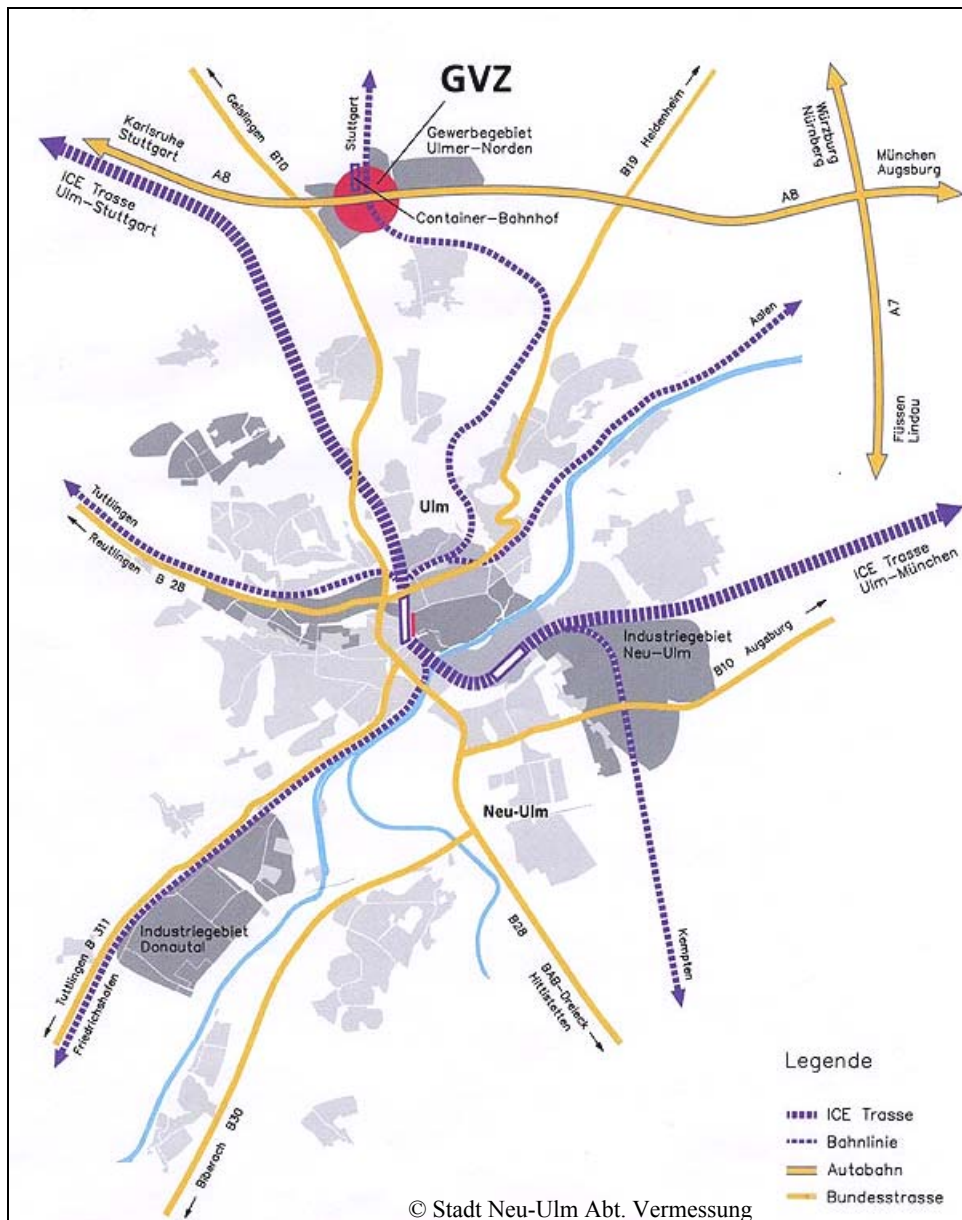 GVZ
Geislingen B10
Stuttgart
Gewerbegebiet
Ulmer-Norden
B19 Heidenheim
Würzburg
Nürnberg
München
Augsburg
Karlsruhe
Stuttgart
A8
ICE Trasse
Ulm-Stuttgart
Container-Bahnhof
A8
A7
Aalen
Füssen
Lindau
Tuttlingen
Reutlingen B 28
Ulm
ICE Trasse
Ulm-München
Industriegebiet
Neu-Ulm
B10 Augsburg
Neu-Ulm
Industriegebiet
Donautal
Tuttlingen B 311
Friedrichshafen
B28
BAB-Dreieck
Hittistetten
Kempten
Biberach B30
Legende
ICE Trasse
Bahnlinie
Autobahn
Bundesstrasse
© Stadt Neu-Ulm Abt. Vermessung